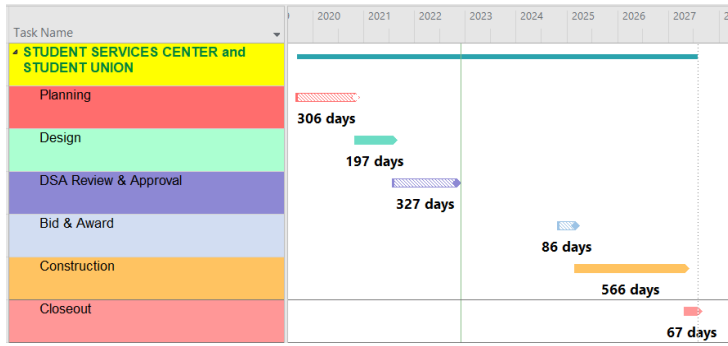 2020 2021 2022 2023 2024 2025 2026 2027
Task Name
STUDENT SERVICES CENTER and
STUDENT UNION
Planning
306 days
Design
197 days
DSA Review & Approval
327 days
Bid & Award
86 days
Construction
566 days
Closeout
67 days